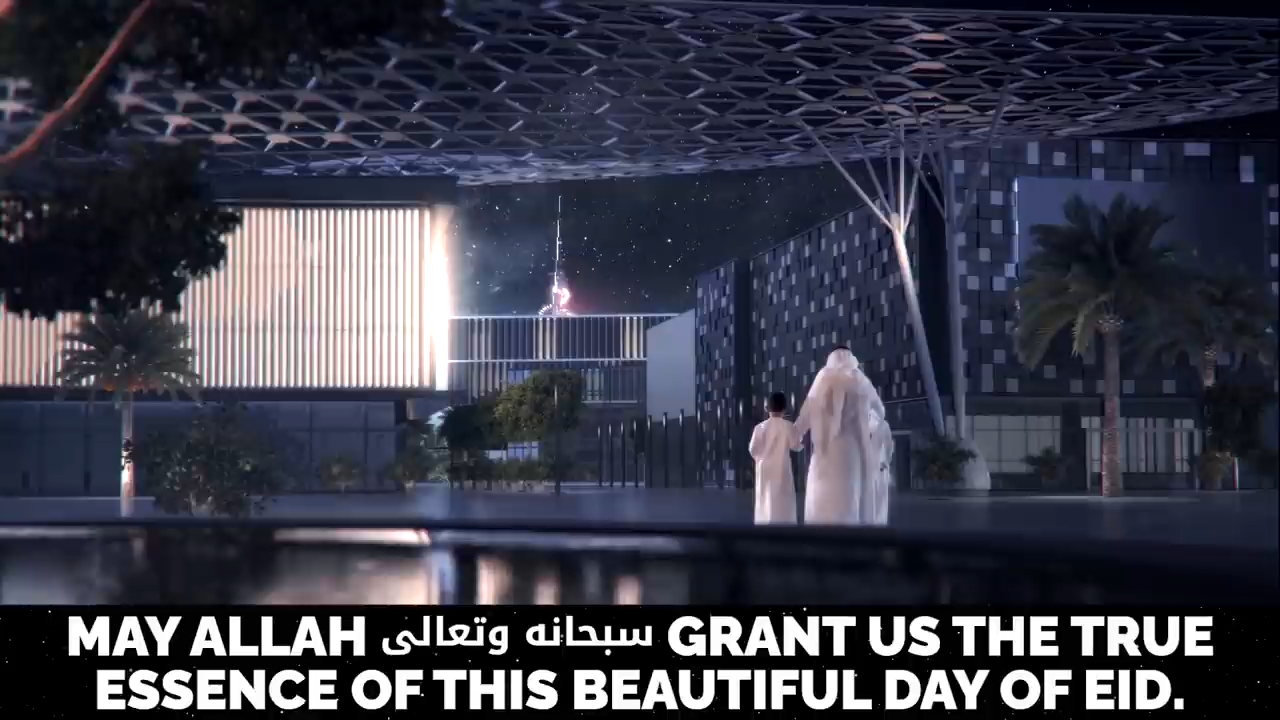 MAY ALLAH سبحانه وتعالى GRANT US THE TRUE
ESSENCE OF THIS BEAUTIFUL DAY OF EID.